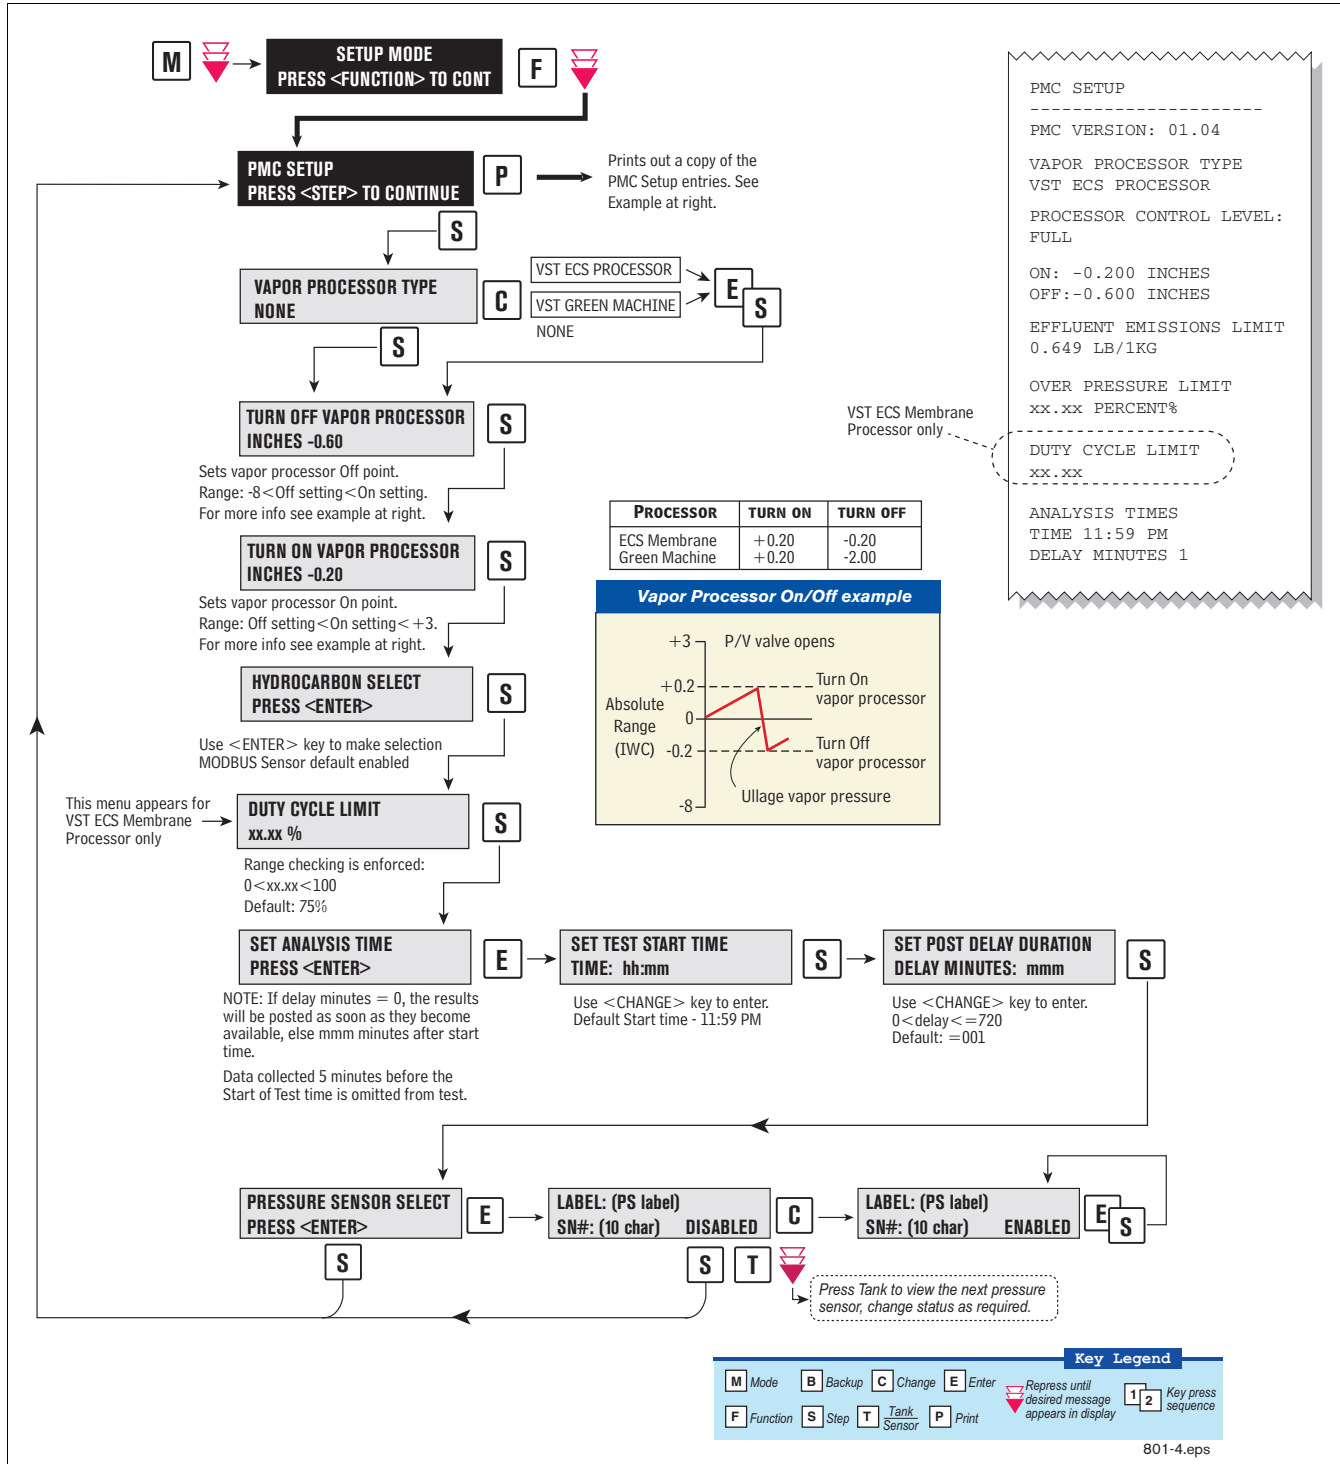 M
SETUP MODE
PRESS <FUNCTION> TO CONT
F
PMC SETUP
PRESS <STEP> TO CONTINUE
P
Prints out a copy of the
PMC Setup entries. See
Example at right.
S
VAPOR PROCESSOR TYPE
NONE
C
VST ECS PROCESSOR
VST GREEN MACHINE
NONE
E
S
S
TURN OFF VAPOR PROCESSOR
INCHES -0.60
S
Sets vapor processor Off point.
Range: -8<Off setting<On setting.
For more info see example at right.
TURN ON VAPOR PROCESSOR
INCHES -0.20
S
Sets vapor processor On point.
Range: Off setting<On setting<+3.
For more info see example at right.
HYDROCARBON SELECT
PRESS <ENTER>
S
Use <ENTER> key to make selection
MODBUS Sensor default enabled
This menu appears for
VST ECS Membrane
Processor only
DUTY CYCLE LIMIT
xx.xx %
S
Range checking is enforced:
0<xx.xx<100
Default: 75%
PROCESSOR TURN ON TURN OFF
ECS Membrane +0.20 -0.20
Green Machine +0.20 -2.00
Vapor Processor On/Off example
+3
P/V valve opens
+0.2
Turn On
vapor processor
Absolute
Range
(IWC)
0
-0.2
Turn Off
vapor processor
Ullage vapor pressure
-8
PMC SETUP
----------------------
PMC VERSION: 01.04
VAPOR PROCESSOR TYPE
VST ECS PROCESSOR
PROCESSOR CONTROL LEVEL:
FULL
ON: -0.200 INCHES
OFF:-0.600 INCHES
EFFLUENT EMISSIONS LIMIT
0.649 LB/1KG
OVER PRESSURE LIMIT
xx.xx PERCENT%
VST ECS Membrane
Processor only
DUTY CYCLE LIMIT
xx.xx
ANALYSIS TIMES
TIME 11:59 PM
DELAY MINUTES 1
SET ANALYSIS TIME
PRESS <ENTER>
E
SET TEST START TIME
TIME: hh:mm
S
SET POST DELAY DURATION
DELAY MINUTES: mmm
S
NOTE: If delay minutes = 0, the results
will be posted as soon as they become
available, else mmm minutes after start
time.
Data collected 5 minutes before the
Start of Test time is omitted from test.
Use <CHANGE> key to enter.
Default Start time - 11:59 PM
Use <CHANGE> key to enter.
0<delay<=720
Default: =001
PRESSURE SENSOR SELECT
PRESS <ENTER>
E
LABEL: (PS label)
SN#: (10 char) DISABLED
C
LABEL: (PS label)
SN#: (10 char) ENABLED
E
S
S
S
T
Press Tank to view the next pressure
sensor, change status as required.
Key Legend
M Mode
B Backup
C Change
E Enter
Repress until
desired message
appears in display
1
2
Key press
sequence
F Function
S Step
T Tank
Sensor
P Print
801-4.eps